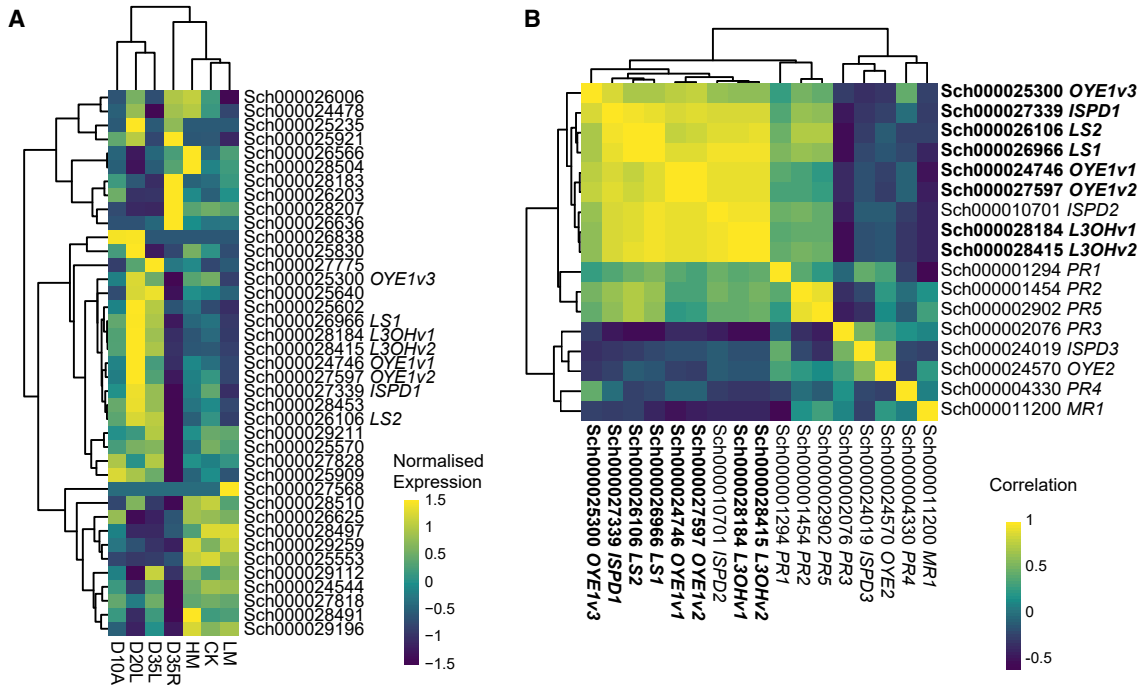 A
Sch000026006
Sch000024478
Sch000025235
Sch000025921
Sch000026566
Sch000028504
Sch000028183
Sch000026203
Sch000028207
Sch000026636
Sch000026838
Sch000025830
Sch000027775
Sch000025300 OYE1v3
Sch000025640
Sch000025602
Sch000026966 LS1
Sch000028184 L3OHv1
Sch000028415 L3OHv2
Sch000024746 OYE1v1
Sch000027597 OYE1v2
Sch000027339 ISPD1
Sch000028453
Sch000026106 LS2
Sch000029211
Sch000025570
Sch000027828
Sch000025909
Sch000027568
Sch000028510
Sch000026625
Sch000028497
Sch000029259
Sch000025553
Sch000029112
Sch000024544
Sch000027818
Sch000028491
Sch000029196
D10A
D20L
D35L
D35R
HM
CK
LM
Normalised
Expression
1.5
1
0.5
0
−0.5
−1
−1.5
B
Sch000025300 OYE1v3
Sch000027339 ISPD1
Sch000026106 LS2
Sch000026966 LS1
Sch000024746 OYE1v1
Sch000027597 OYE1v2
Sch000010701 ISPD2
Sch000028184 L3OHv1
Sch000028415 L3OHv2
Sch000001294 PR1
Sch000001454 PR2
Sch000002902 PR5
Sch000002076 PR3
Sch000024019 ISPD3
Sch000024570 OYE2
Sch000004330 PR4
Sch000011200 MR1
Sch000025300 OYE1v3
Sch000027339 ISPD1
Sch000026106 LS2
Sch000026966 LS1
Sch000024746 OYE1v1
Sch000027597 OYE1v2
Sch000010701 ISPD2
Sch000028184 L3OHv1
Sch000028415 L3OHv2
Sch000001294 PR1
Sch000001454 PR2
Sch000002902 PR5
Sch000002076 PR3
Sch000024019 ISPD3
Sch000024570 OYE2
Sch000004330 PR4
Sch000011200 MR1
Correlation
1
0.5
0
-0.5